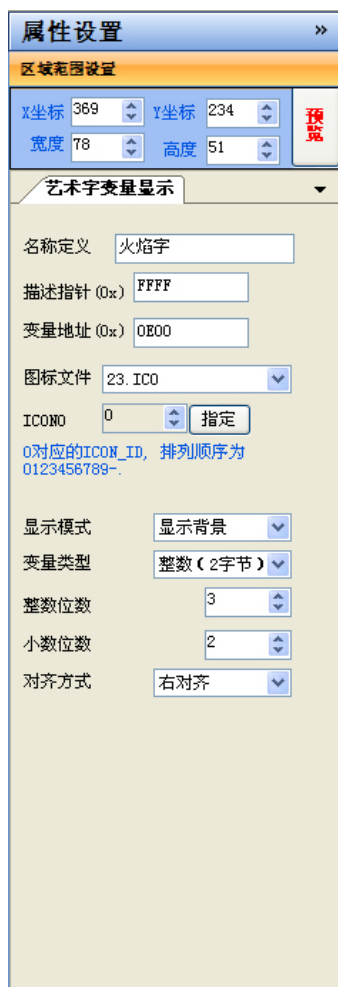 属性设置 »
区域范围设置
X坐标 369 Y坐标 234
宽度 78 高度 51
预览
艺术字变量显示
名称定义 火焰字
描述指针(0x) FFFF
变量地址(0x) 0E00
图标文件 23.ICO
ICON0 0 指定
0对应的ICON_ID, 排列顺序为
0123456789-.
显示模式 显示背景
变量类型 整数(2字节)
整数位数 3
小数位数 2
对齐方式 右对齐